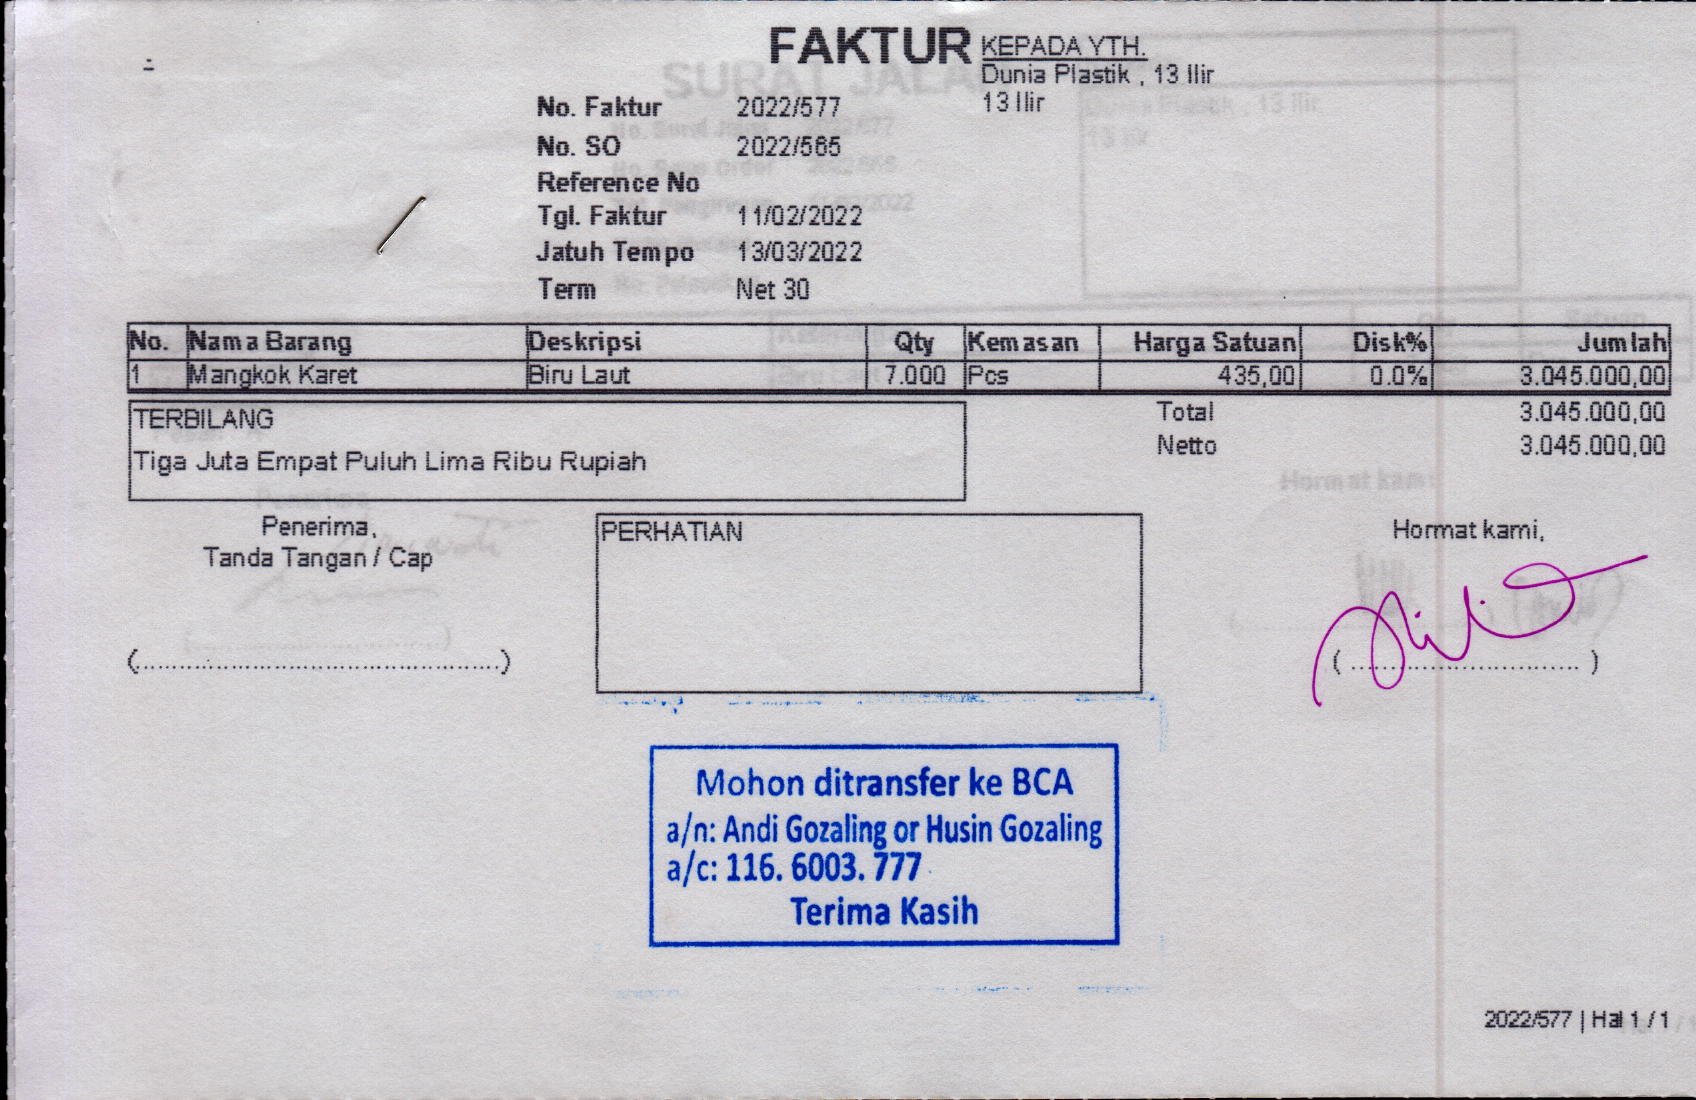 FAKTUR
KEPADA YTH.
Dunia Plastik , 13 Ilir
13 Ilir
No. Faktur 2022/577
No. SO 2022/565
Reference No
Tgl. Faktur 11/02/2022
Jatuh Tempo 13/03/2022
Term Net 30
No. Nama Barang Deskripsi Qty Kemasan Harga Satuan Disk% Jumlah
1 Mangkok Karet Biru Laut 7.000 Pcs 435,00 0.0% 3.045.000,00
TERBILANG
Tiga Juta Empat Puluh Lima Ribu Rupiah
Total 3.045.000,00
Netto 3.045.000,00
Penerima,
Tanda Tangan / Cap
(....................................................)
PERHATIAN
Hormat kami,
( ................................. )
Mohon ditransfer ke BCA
a/n: Andi Gozaling or Husin Gozaling
a/c: 116. 6003. 777
Terima Kasih
2022/577 | Hal 1 / 1